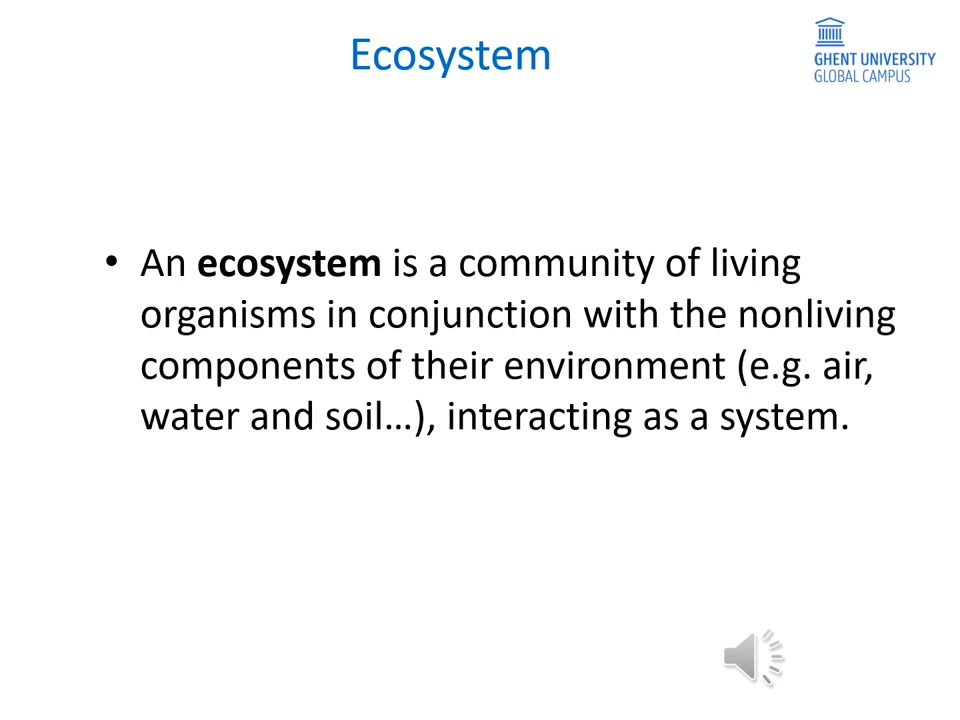 Ecosystem
GHENT UNIVERSITY
GLOBAL CAMPUS
• An ecosystem is a community of living
organisms in conjunction with the nonliving
components of their environment (e.g. air,
water and soil…), interacting as a system.